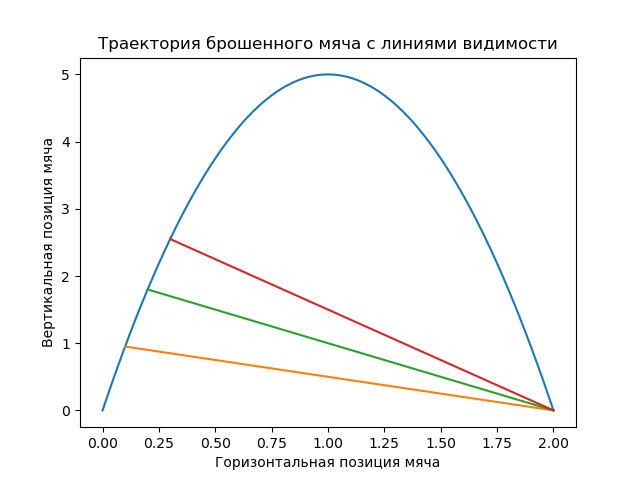 Траектория брошенного мяча с линиями видимости
Вертикальная позиция мяча
5
4
3
2
1
0
0.00 0.25 0.50 0.75 1.00 1.25 1.50 1.75 2.00
Горизонтальная позиция мяча